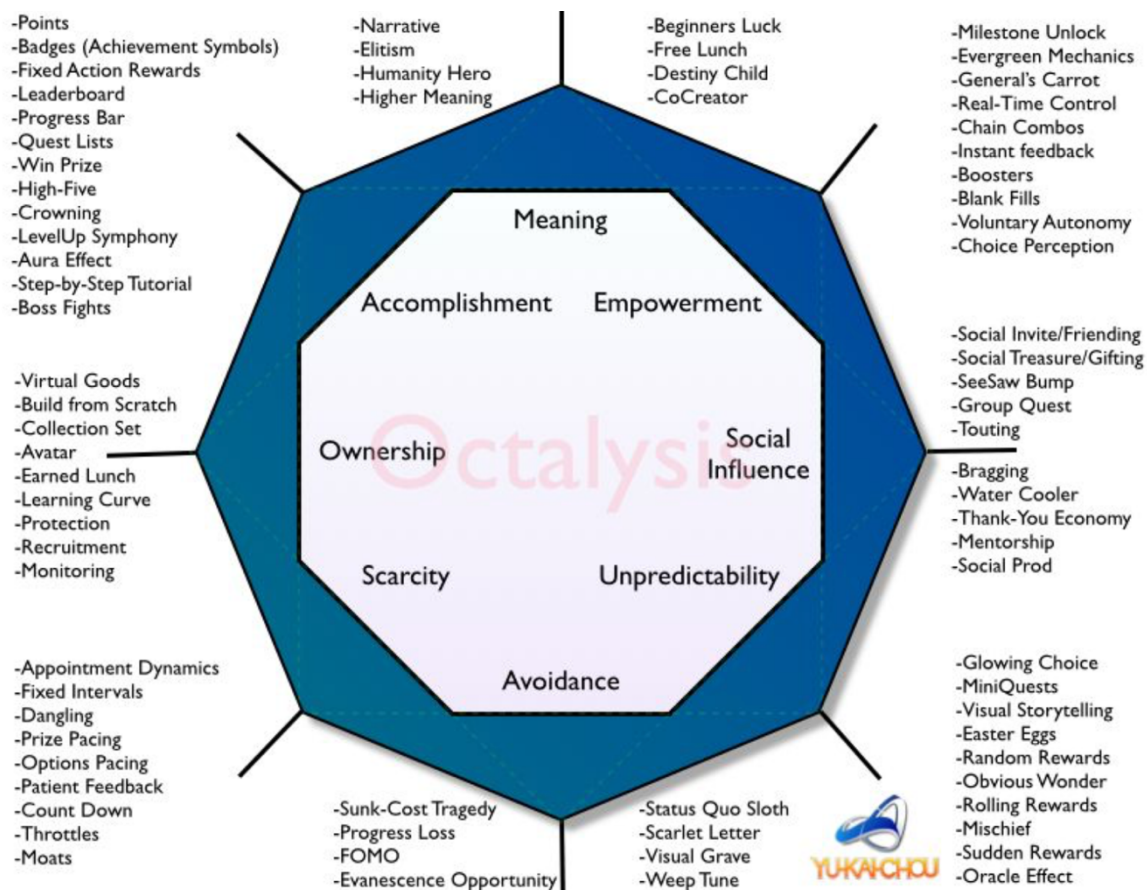 -Points
-Badges (Achievement Symbols)
-Fixed Action Rewards
-Leaderboard
-Progress Bar
-Quest Lists
-Win Prize
-High-Five
-Crowning
-LevelUp Symphony
-Aura Effect
-Step-by-Step Tutorial
-Boss Fights
-Narrative
-Elitism
-Humanity Hero
-Higher Meaning
-Beginners Luck
-Free Lunch
-Destiny Child
-CoCreator
-Milestone Unlock
-Evergreen Mechanics
-General's Carrot
-Real-Time Control
-Chain Combos
-Instant feedback
-Boosters
-Blank Fills
-Voluntary Autonomy
-Choice Perception
Meaning
Accomplishment
Empowerment
Ownership
Octalysis
Social
Influence
Scarcity
Unpredictability
Avoidance
-Virtual Goods
-Build from Scratch
-Collection Set
-Avatar
-Earned Lunch
-Learning Curve
-Protection
-Recruitment
-Monitoring
-Social Invite/Friending
-Social Treasure/Gifting
-SeeSaw Bump
-Group Quest
-Touting
-Bragging
-Water Cooler
-Thank-You Economy
-Mentorship
-Social Prod
-Appointment Dynamics
-Fixed Intervals
-Dangling
-Prize Pacing
-Options Pacing
-Patient Feedback
-Count Down
-Throttles
-Moats
-Sunk-Cost Tragedy
-Progress Loss
-FOMO
-Evanescence Opportunity
-Status Quo Sloth
-Scarlet Letter
-Visual Grave
-Weep Tune
YU-KAI-CHOU
-Glowing Choice
-MiniQuests
-Visual Storytelling
-Easter Eggs
-Random Rewards
-Obvious Wonder
-Rolling Rewards
-Mischief
-Sudden Rewards
-Oracle Effect